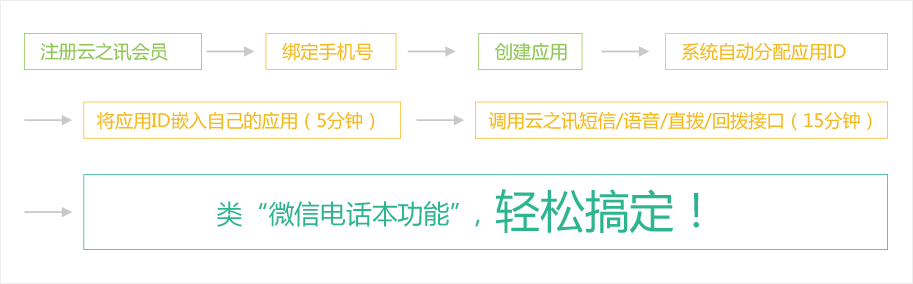 注册云之讯会员
绑定手机号
创建应用
系统自动分配应用ID
将应用ID嵌入自己的应用（5分钟）
调用云之讯短信/语音/直拨/回拨接口（15分钟）
类“微信电话本功能”，轻松搞定！